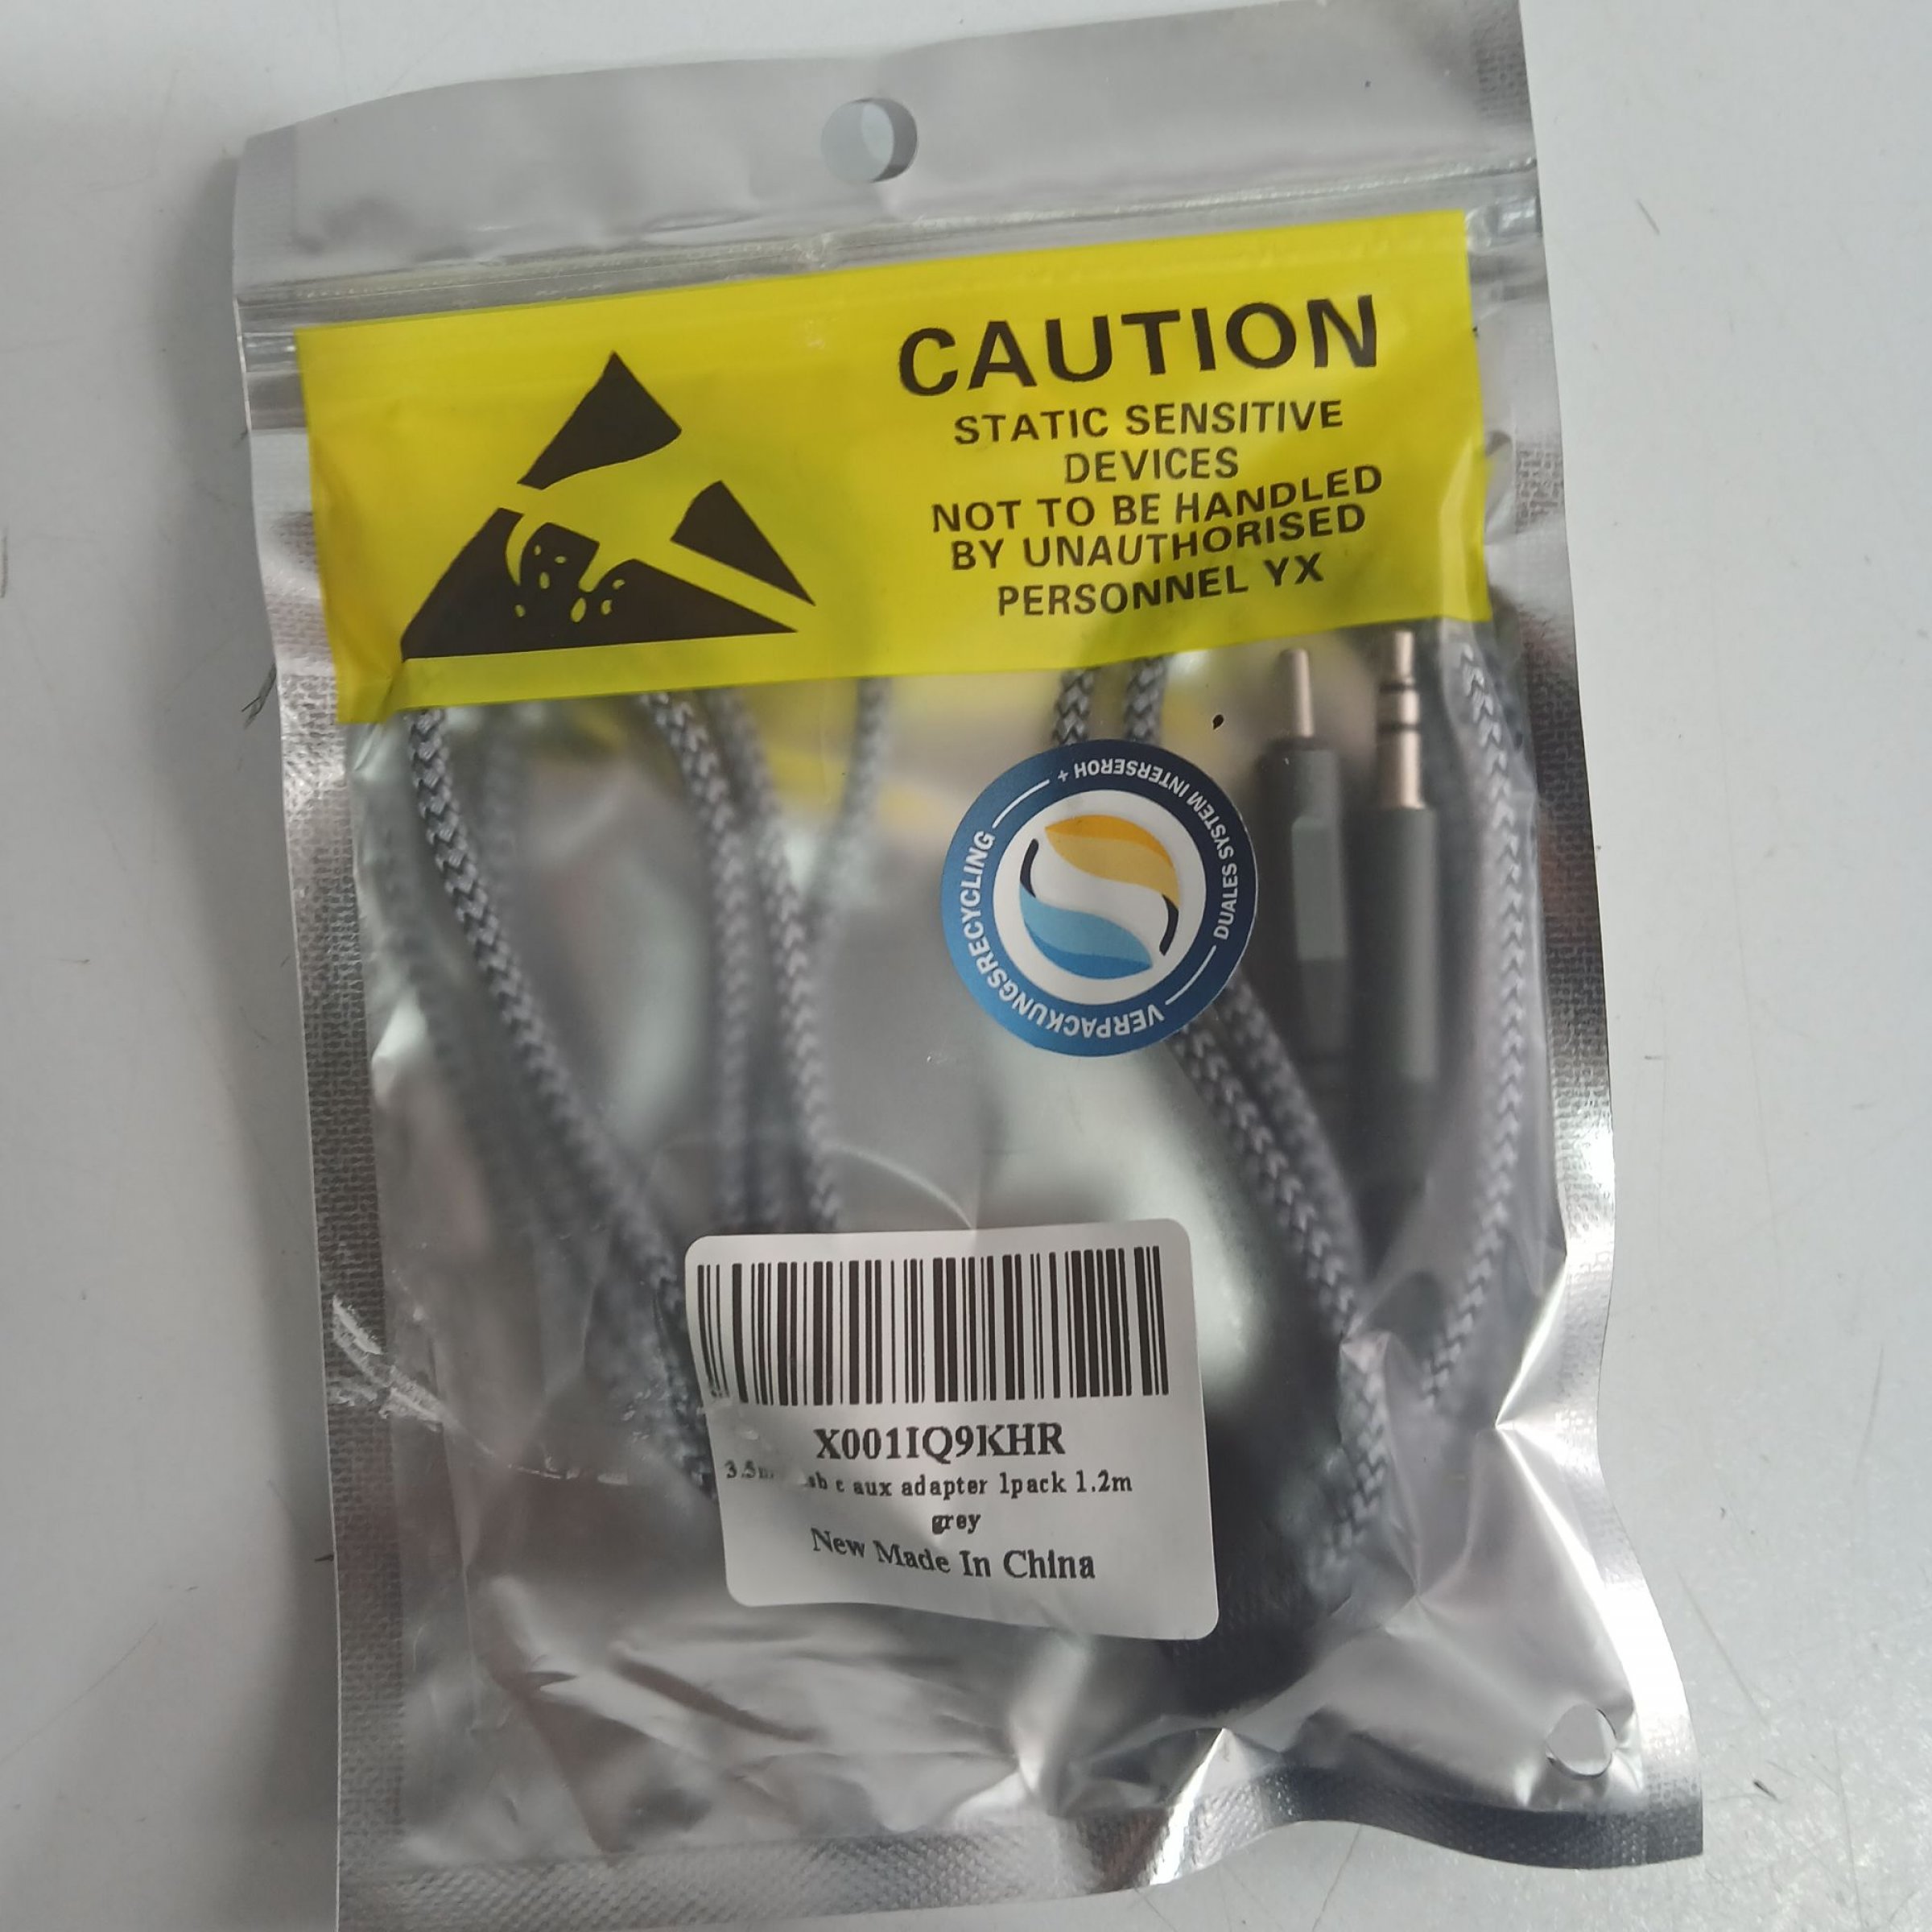 CAUTION
STATIC SENSITIVE
DEVICES
NOT TO BE HANDLED
BY UNAUTHORISED
PERSONNEL YX
DUALES SYSTEM INTERSEROH +
VERPACKUNGSRECYCLING
X001IQ9KHR
c aux adapter 1pack 1.2m
grey
New Made In China